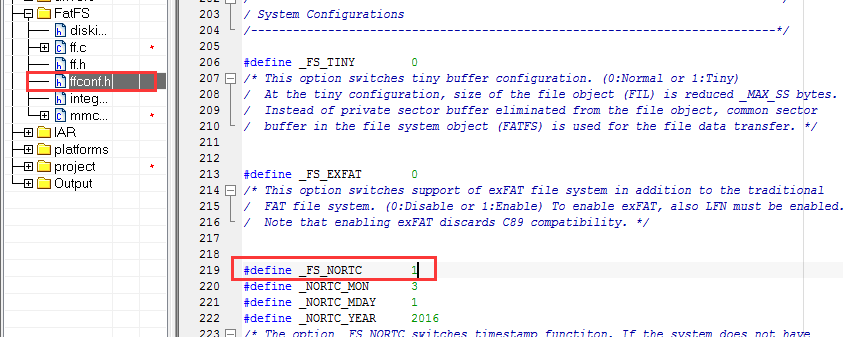 FatFS
diski...
ff.c
ff.h
ffconf.h
integ...
mmc...
IAR
platforms
project
Output
203 / System Configurations
204 /---------------------------------------------------------------------------*/
205
206 #define _FS_TINY 0
207 /* This option switches tiny buffer configuration. (0:Normal or 1:Tiny)
208 / At the tiny configuration, size of the file object (FIL) is reduced _MAX_SS bytes.
209 / Instead of private sector buffer eliminated from the file object, common sector
210 / buffer in the file system object (FATFS) is used for the file data transfer. */
211
212
213 #define _FS_EXFAT 0
214 /* This option switches support of exFAT file system in addition to the traditional
215 / FAT file system. (0:Disable or 1:Enable) To enable exFAT, also LFN must be enabled.
216 / Note that enabling exFAT discards C89 compatibility. */
217
218
219 #define _FS_NORTC 1
220 #define _NORTC_MON 3
221 #define _NORTC_MDAY 1
222 #define _NORTC_YEAR 2016
223 /* The option _FS_NORTC switches timestamp functiton. If the system does not have